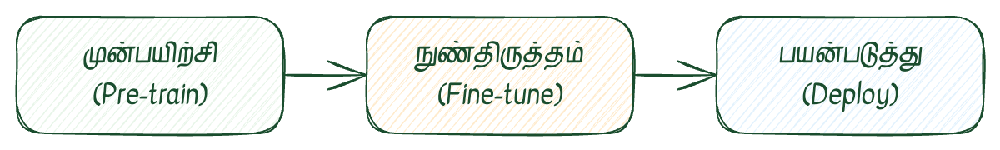 முன்பயிற்சி
(Pre-train)
நுண்திருத்தம்
(Fine-tune)
பயன்படுத்து
(Deploy)